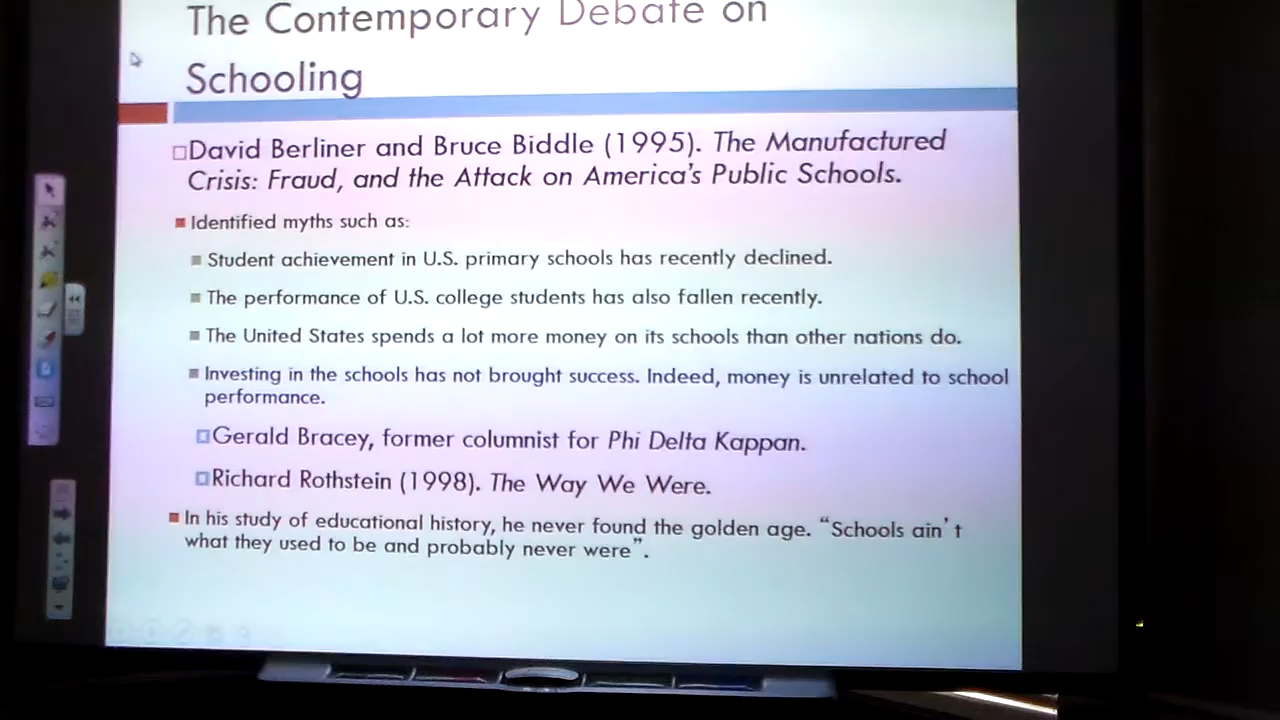 The Contemporary Debate on
Schooling
David Berliner and Bruce Biddle (1995). The Manufactured
Crisis: Fraud, and the Attack on America's Public Schools.
Identified myths such as:
Student achievement in U.S. primary schools has recently declined.
The performance of U.S. college students has also fallen recently.
The United States spends a lot more money on its schools than other nations do.
Investing in the schools has not brought success. Indeed, money is unrelated to school
performance.
Gerald Bracey, former columnist for Phi Delta Kappan.
Richard Rothstein (1998). The Way We Were.
In his study of educational history, he never found the golden age. “Schools ain't
what they used to be and probably never were”.